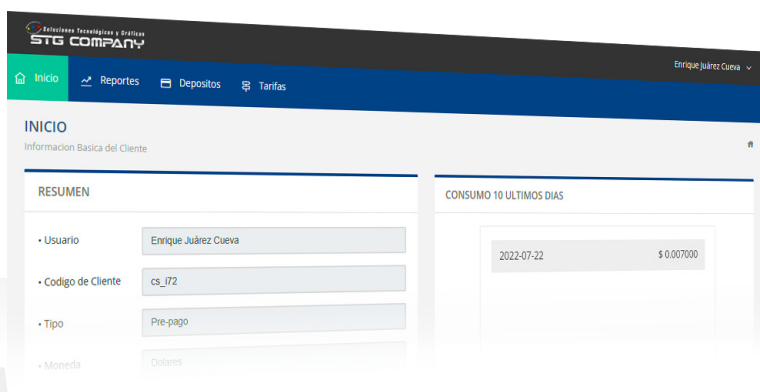 Soluciones Tecnológicas y Gráficas
STG COMPANY
Enrique Juárez Cueva
Inicio
Reportes
Depositos
Tarifas
INICIO
Informacion Basica del Cliente
RESUMEN
• Usuario
Enrique Juàrez Cueva
• Codigo de Cliente
cs_i72
• Tipo
Pre-pago
• Moneda
Dolares
CONSUMO 10 ULTIMOS DIAS
2022-07-22 $ 0.007000